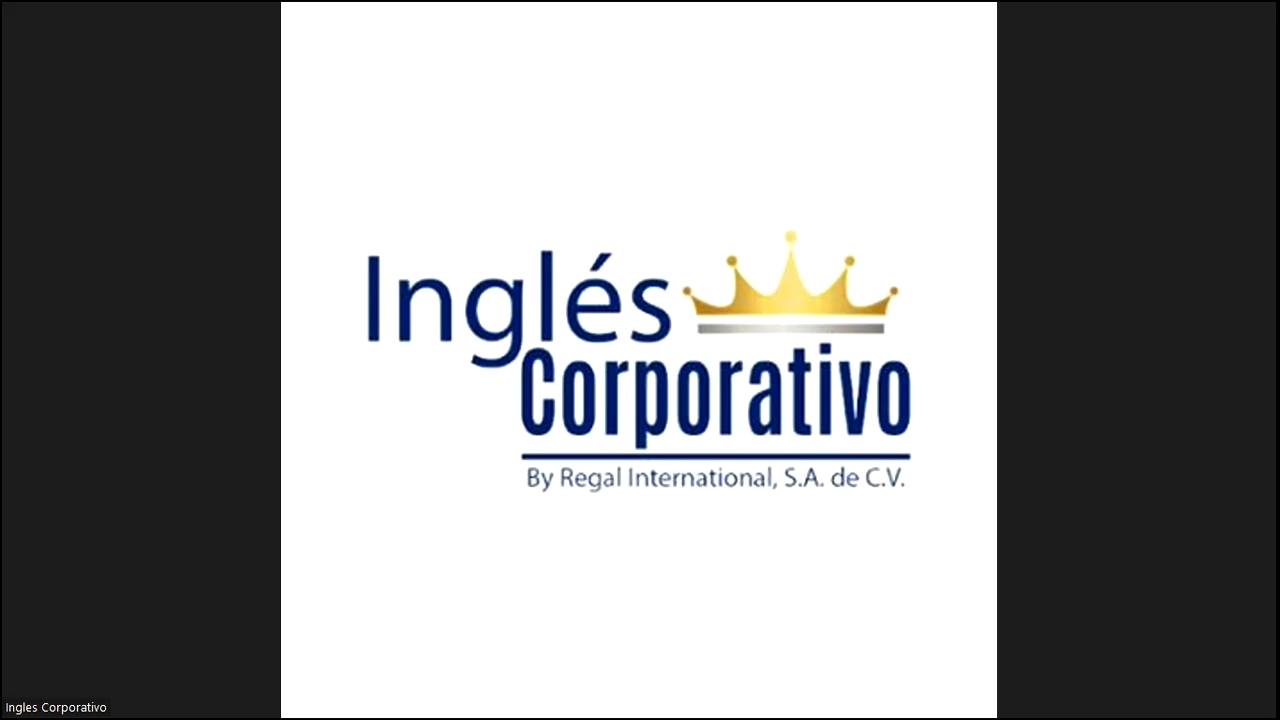 Inglés
Corporativo
By Regal International, S.A. de C.V.
Ingles Corporativo